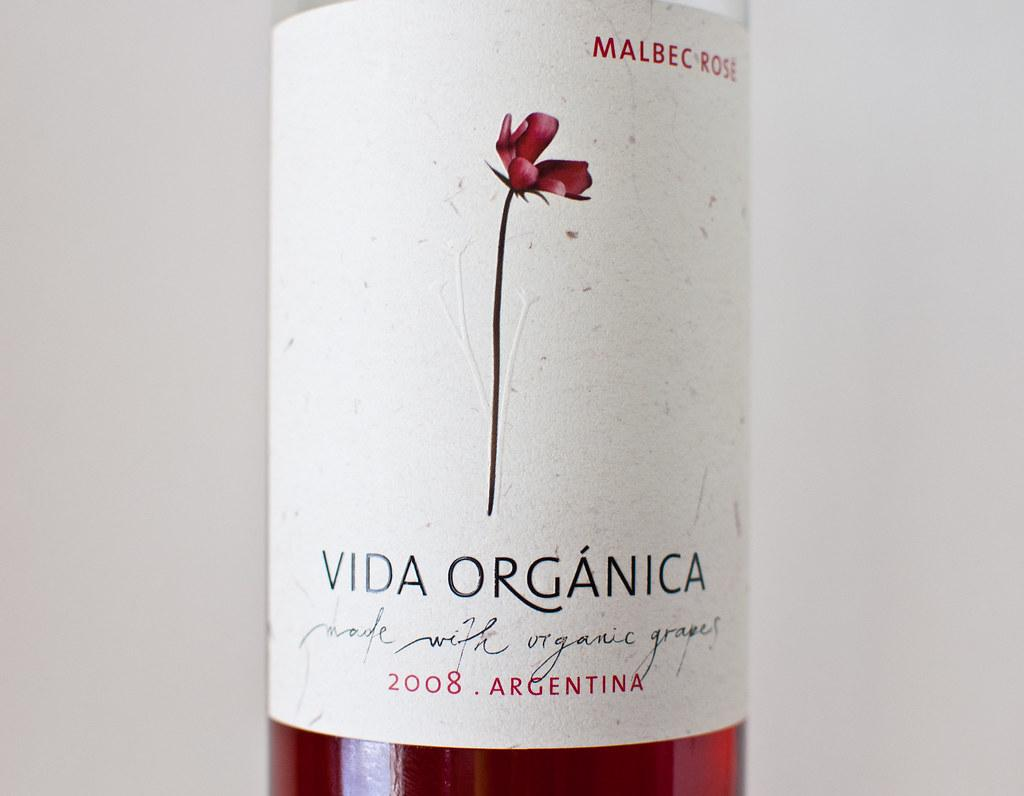 MALBEC ROSÉ
VIDA ORGÁNICA
made with organic grapes
2008 . ARGENTINA